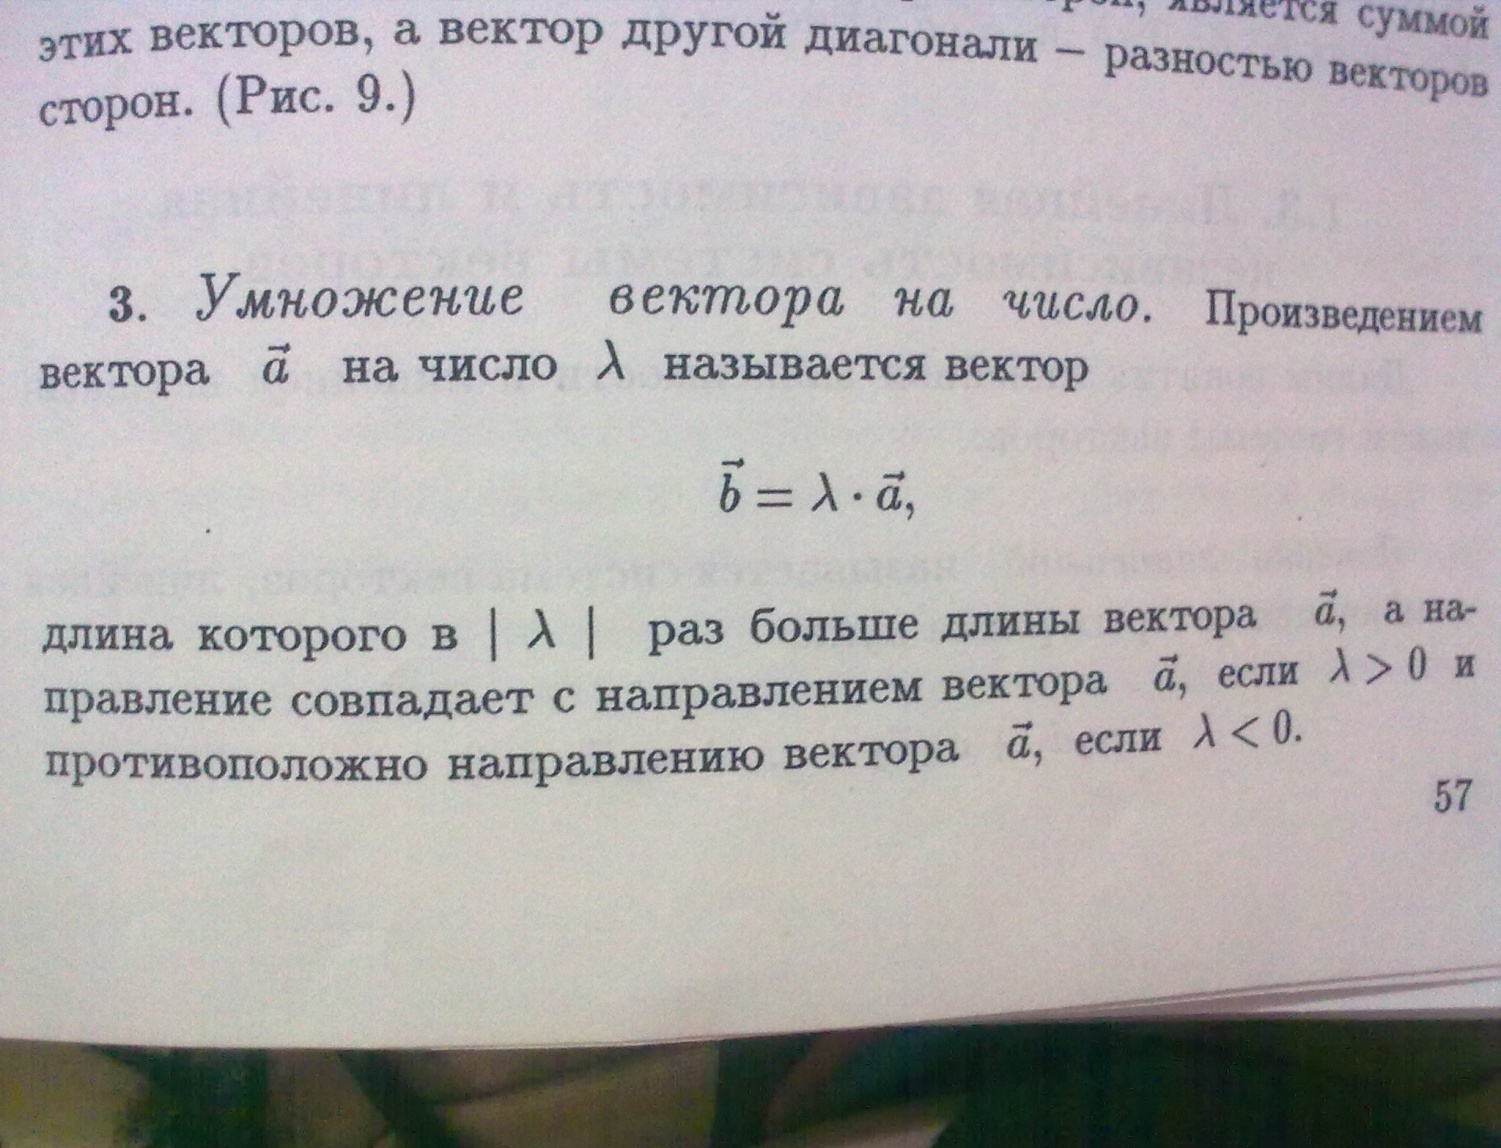 является суммой
этих векторов, а вектор другой диагонали – разностью векторов
сторон. (Рис. 9.)
3. Умножение вектора на число. Произведением
вектора a⃗ на число λ называется вектор
b⃗ = λ · a⃗,
длина которого в | λ | раз больше длины вектора a⃗, а на-
правление совпадает с направлением вектора a⃗, если λ > 0 и
противоположно направлению вектора a⃗, если λ < 0.
57